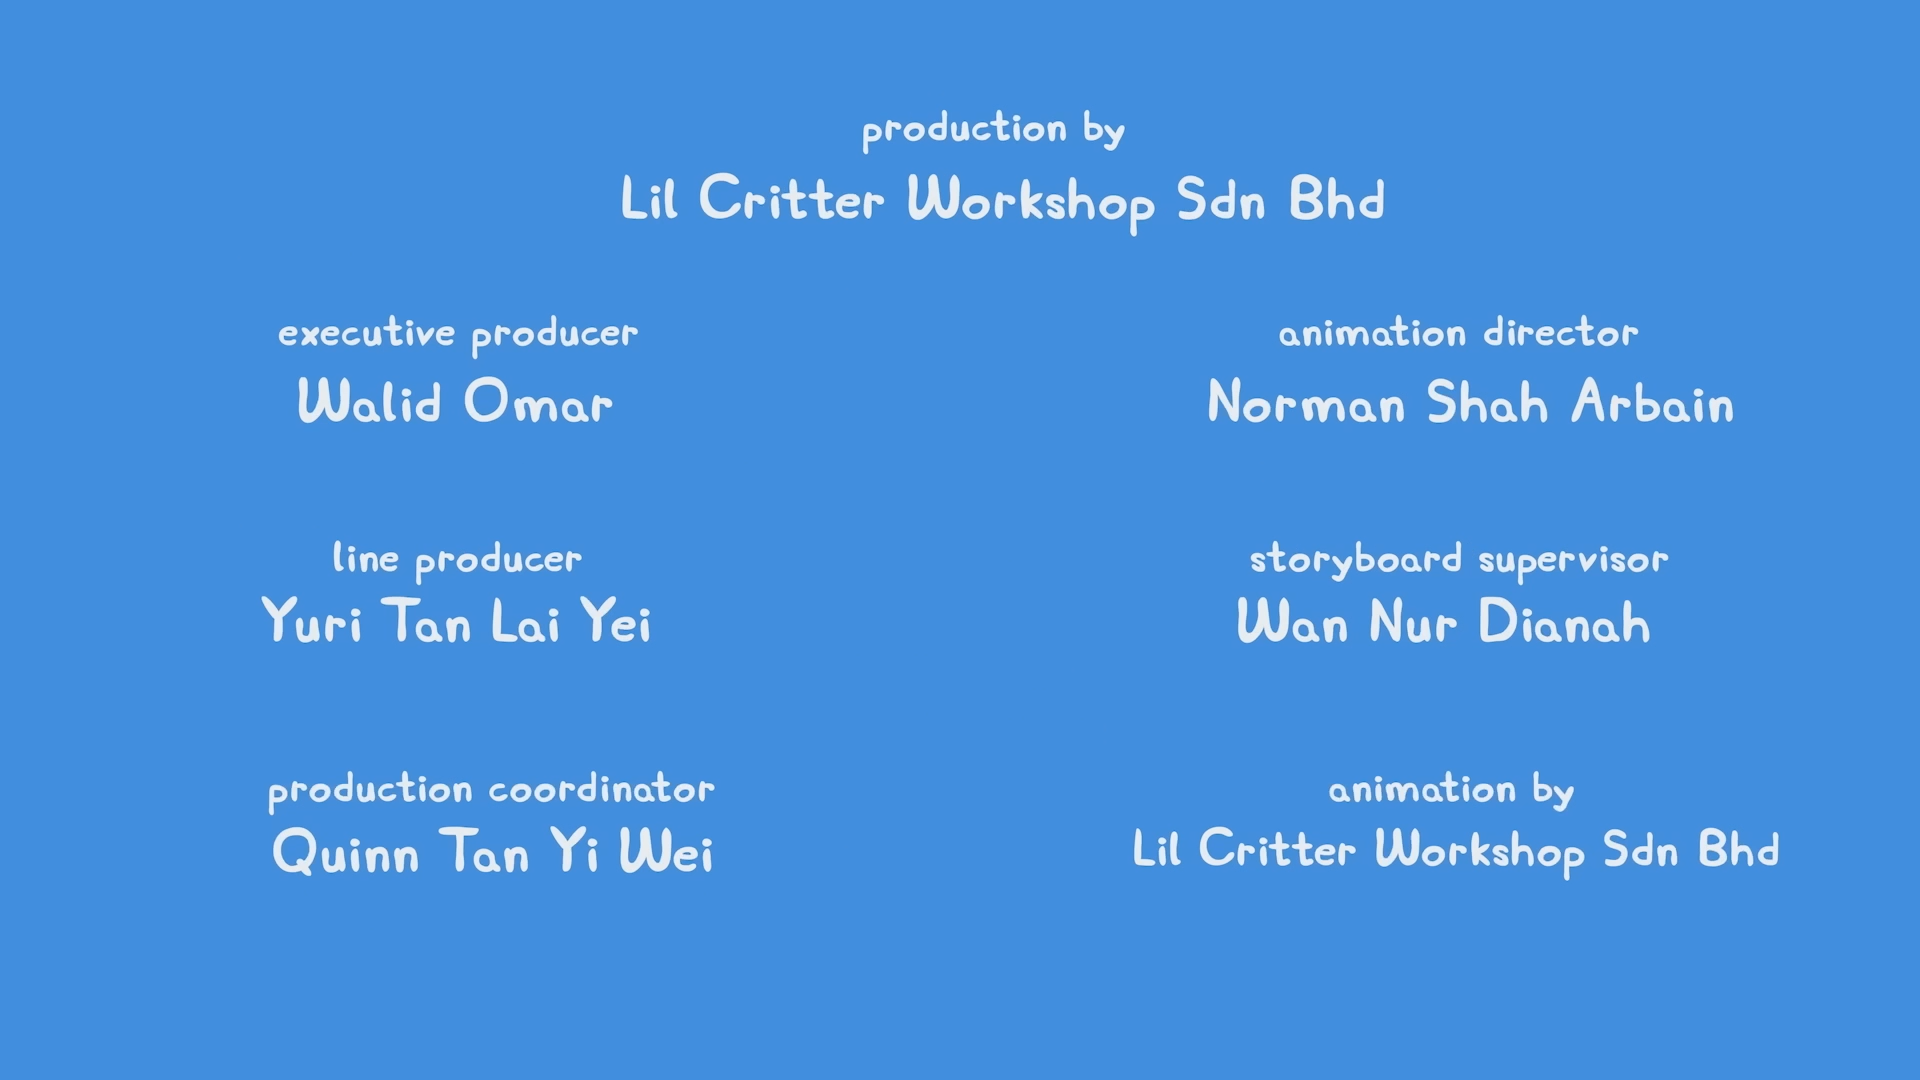 production by
Lil Critter Workshop Sdn Bhd
executive producer
Walid Omar
animation director
Norman Shah Arbain
line producer
Yuri Tan Lai Yei
storyboard supervisor
Wan Nur Dianah
production coordinator
Quinn Tan Yi Wei
animation by
Lil Critter Workshop Sdn Bhd